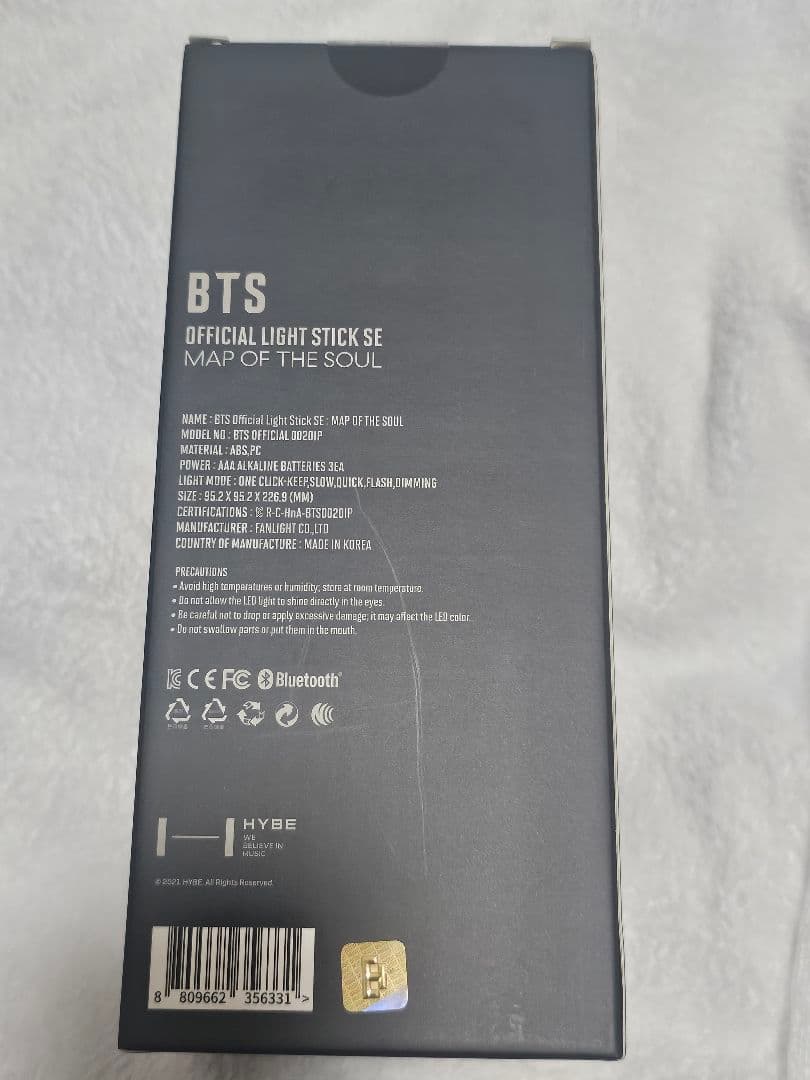 BTS
OFFICIAL LIGHT STICK SE
MAP OF THE SOUL
NAME : BTS Official Light Stick SE : MAP OF THE SOUL
MODEL NO : BTS OFFICIAL 00201P
MATERIAL : ABS,PC
POWER : AAA ALKALINE BATTERIES 3EA
LIGHT MODE : ONE CLICK-KEEP,SLOW,QUICK,FLASH,DIMMING
SIZE : 95.2 X 95.2 X 226.9 (MM)
CERTIFICATIONS : R-C-HnA-BTS00201P
MANUFACTURER : FANLIGHT CO.,LTD
COUNTRY OF MANUFACTURE : MADE IN KOREA
PRECAUTIONS
• Avoid high temperatures or humidity; store at room temperature.
• Do not allow the LED light to shine directly in the eyes.
• Be careful not to drop or apply excessive damage; it may affect the LED color.
• Do not swallow parts or put them in the mouth.
CE FC Bluetooth®
HYBE
WE
BELIEVE IN
MUSIC
© 2021 HYBE. All Rights Reserved.
8 809662 356331 >